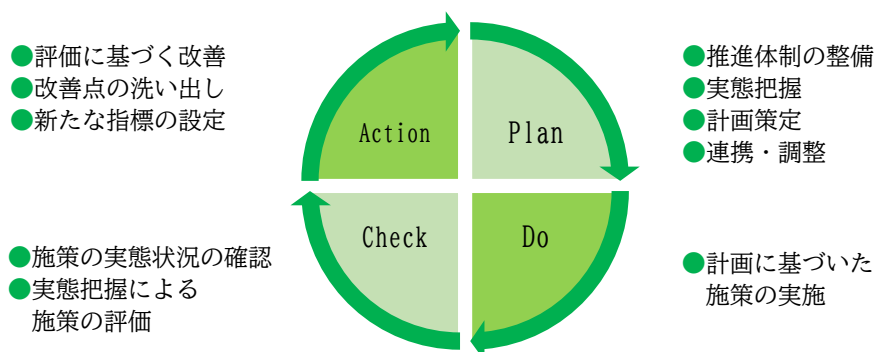 ●評価に基づく改善
●改善点の洗い出し
●新たな指標の設定
Action
Plan
●推進体制の整備
●実態把握
●計画策定
●連携・調整
●施策の実態状況の確認
●実態把握による
施策の評価
Check
Do
●計画に基づいた
施策の実施